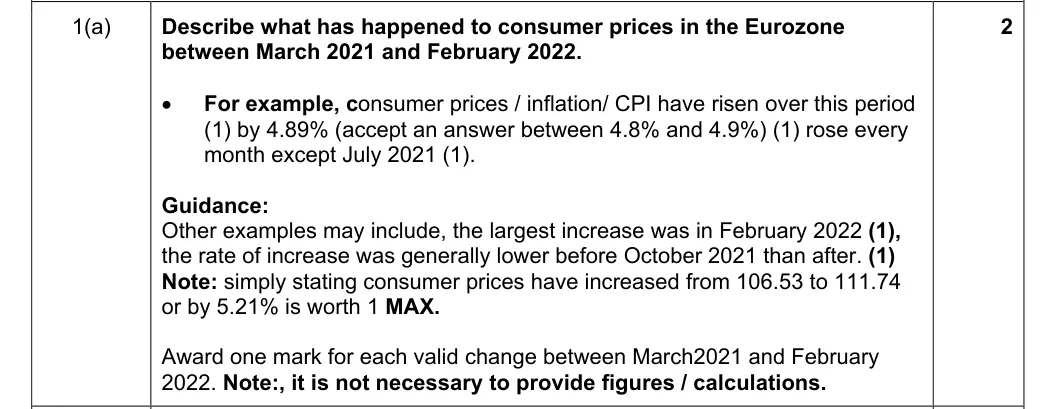 1(a)
Describe what has happened to consumer prices in the Eurozone
between March 2021 and February 2022.
2
• For example, consumer prices / inflation/ CPI have risen over this period
(1) by 4.89% (accept an answer between 4.8% and 4.9%) (1) rose every
month except July 2021 (1).
Guidance:
Other examples may include, the largest increase was in February 2022 (1),
the rate of increase was generally lower before October 2021 than after. (1)
Note: simply stating consumer prices have increased from 106.53 to 111.74
or by 5.21% is worth 1 MAX.
Award one mark for each valid change between March2021 and February
2022. Note:, it is not necessary to provide figures / calculations.